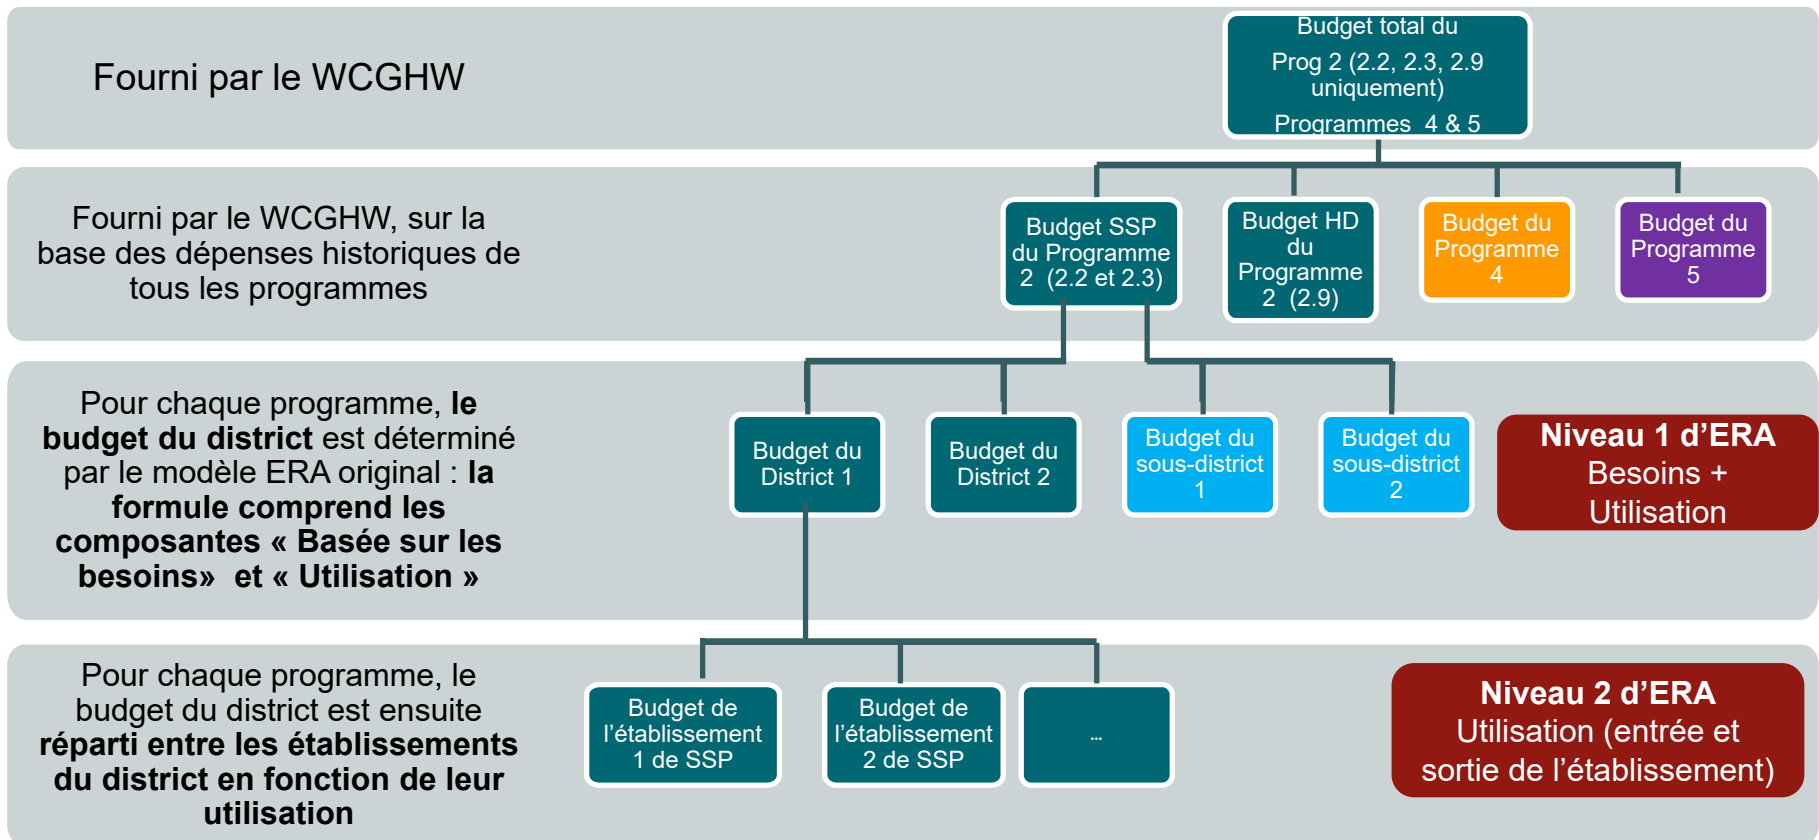 Fourni par le WCGHW
Budget total du
Prog 2 (2.2, 2.3, 2.9
uniquement)
Programmes 4 & 5
Fourni par le WCGHW, sur la
base des dépenses historiques de
tous les programmes
Budget SSP
du Programme
2 (2.2 et 2.3)
Budget HD
du
Programme
2 (2.9)
Budget du
Programme
4
Budget du
Programme
5
Pour chaque programme, le
budget du district est déterminé
par le modèle ERA original : la
formule comprend les
composantes « Basée sur les
besoins» et « Utilisation »
Budget du
District 1
Budget du
District 2
Budget du
sous-district
1
Budget du
sous-district
2
Niveau 1 d’ERA
Besoins +
Utilisation
Pour chaque programme, le
budget du district est ensuite
réparti entre les établissements
du district en fonction de leur
utilisation
Budget de
l’établissement
1 de SSP
Budget de
l’établissement
2 de SSP
...
Niveau 2 d’ERA
Utilisation (entrée et
sortie de l’établissement)